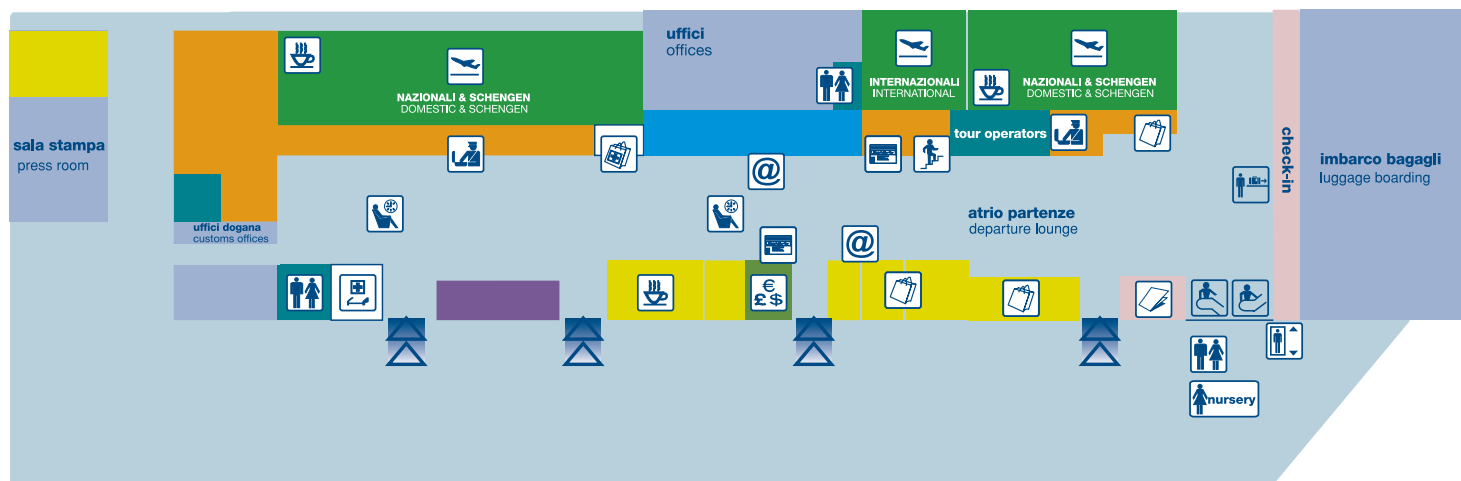 uffici
offices
INTERNAZIONALI
INTERNATIONAL
NAZIONALI & SCHENGEN
DOMESTIC & SCHENGEN
NAZIONALI & SCHENGEN
DOMESTIC & SCHENGEN
sala stampa
press room
tour operators
check-in
imbarco bagagli
luggage boarding
@
atrio partenze
departure lounge
uffici dogana
customs offices
@
€
£ $
nursery